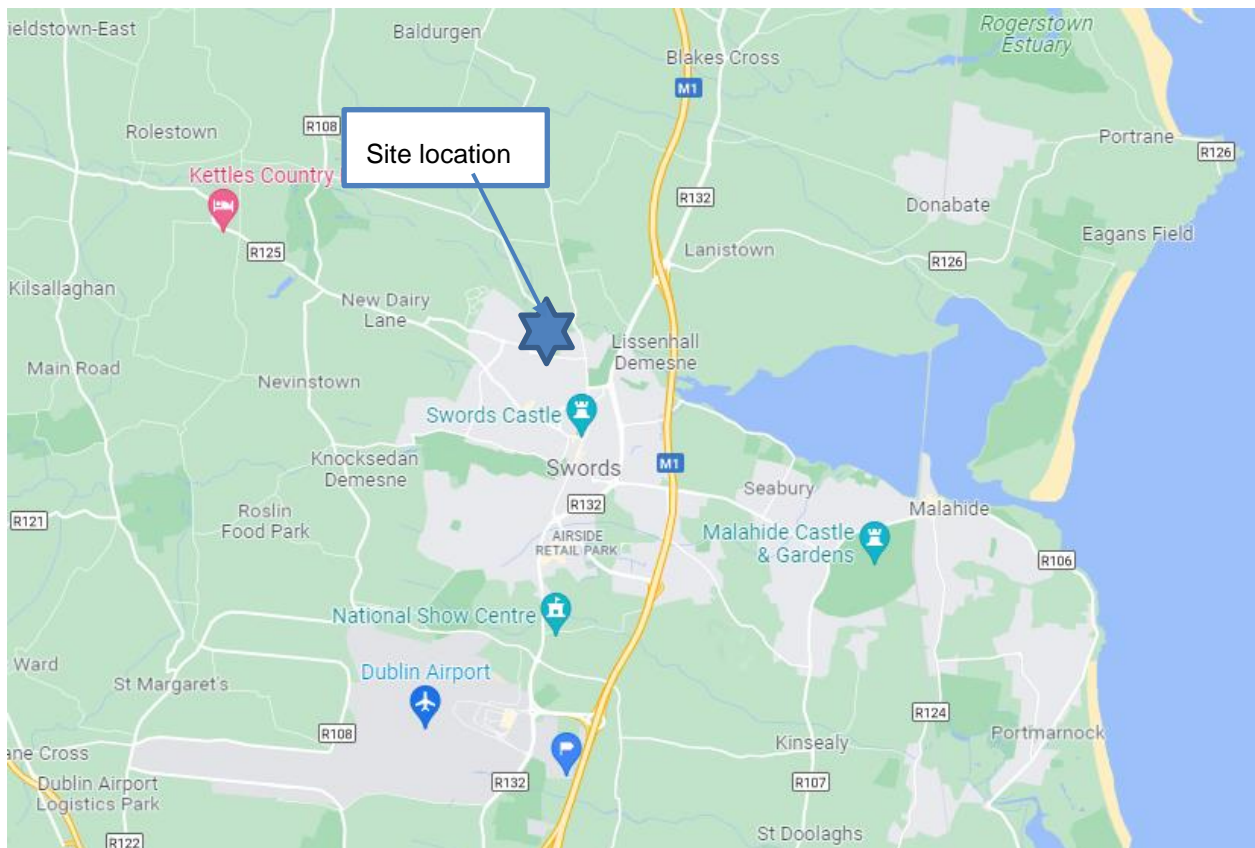 ieldstown-East
Baldurgen
Rogerstown
Estuary
Blakes Cross
M1
Rolestown
R108
Site location
Portrane
R126
Kettles Country
R132
Donabate
Eagans Field
R125
Lanistown
R126
Kilsallaghan
New Dairy
Lane
Lissenhall
Demesne
Main Road
Nevinstown
Swords Castle
Knocksedan
Demesne
Swords
M1
Seabury
R132
Malahide
R121
Roslin
Food Park
AIRSIDE
RETAIL PARK
Malahide Castle
& Gardens
R106
National Show Centre
Ward
St Margaret's
Dublin Airport
R124
R108
Portmarnock
Kinsealy
ane Cross
Dublin Airport
Logistics Park
R132
R107
St Doolaghs
R122